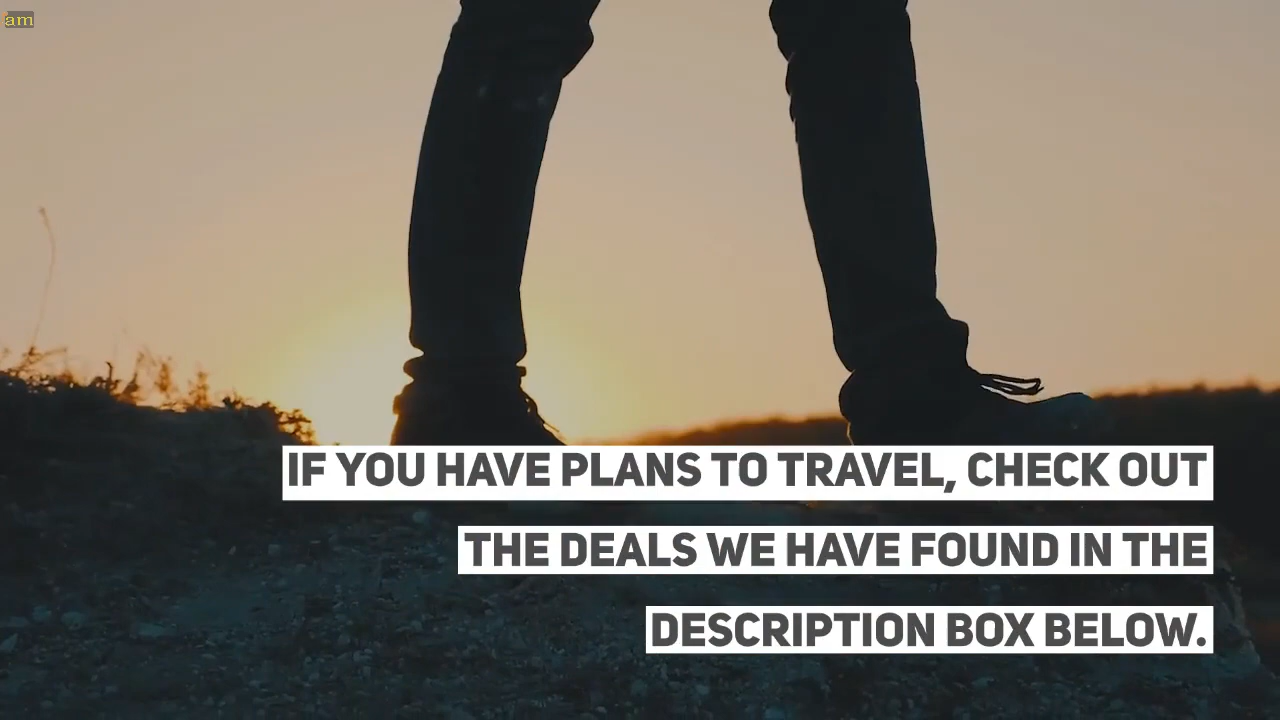 am
IF YOU HAVE PLANS TO TRAVEL, CHECK OUT
THE DEALS WE HAVE FOUND IN THE
DESCRIPTION BOX BELOW.